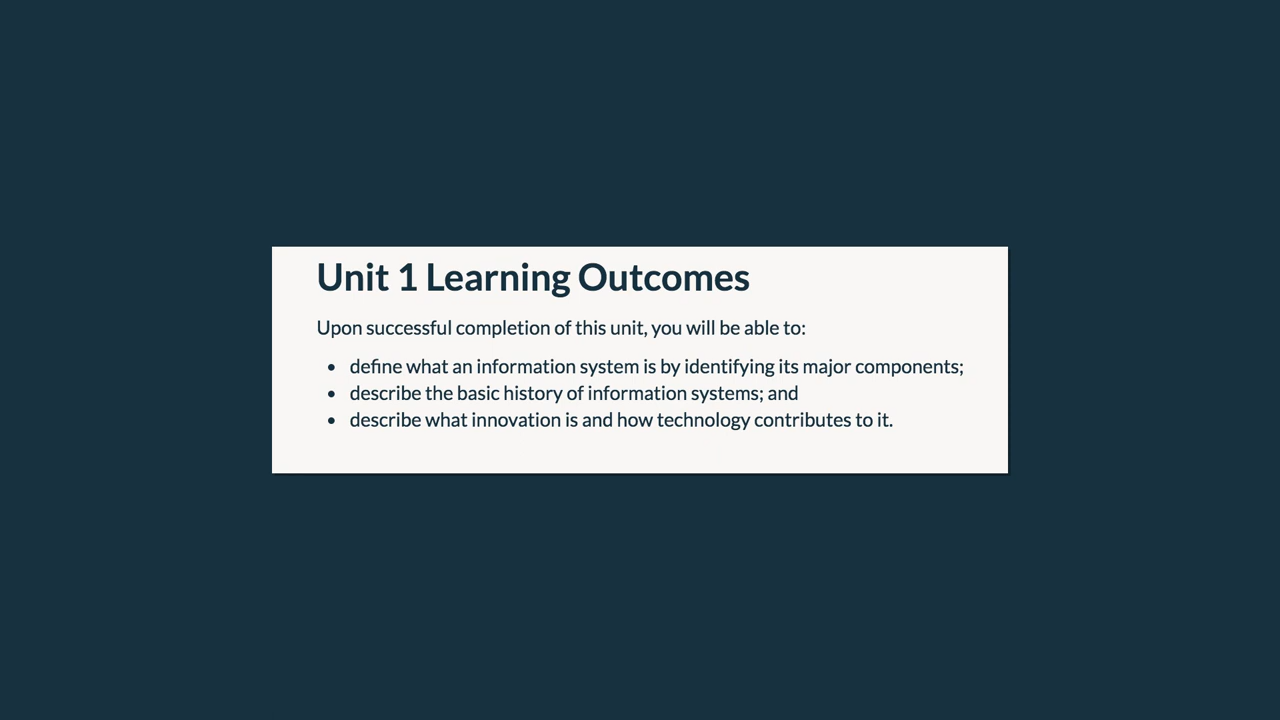 Unit 1 Learning Outcomes
Upon successful completion of this unit, you will be able to:
• define what an information system is by identifying its major components;
• describe the basic history of information systems; and
• describe what innovation is and how technology contributes to it.